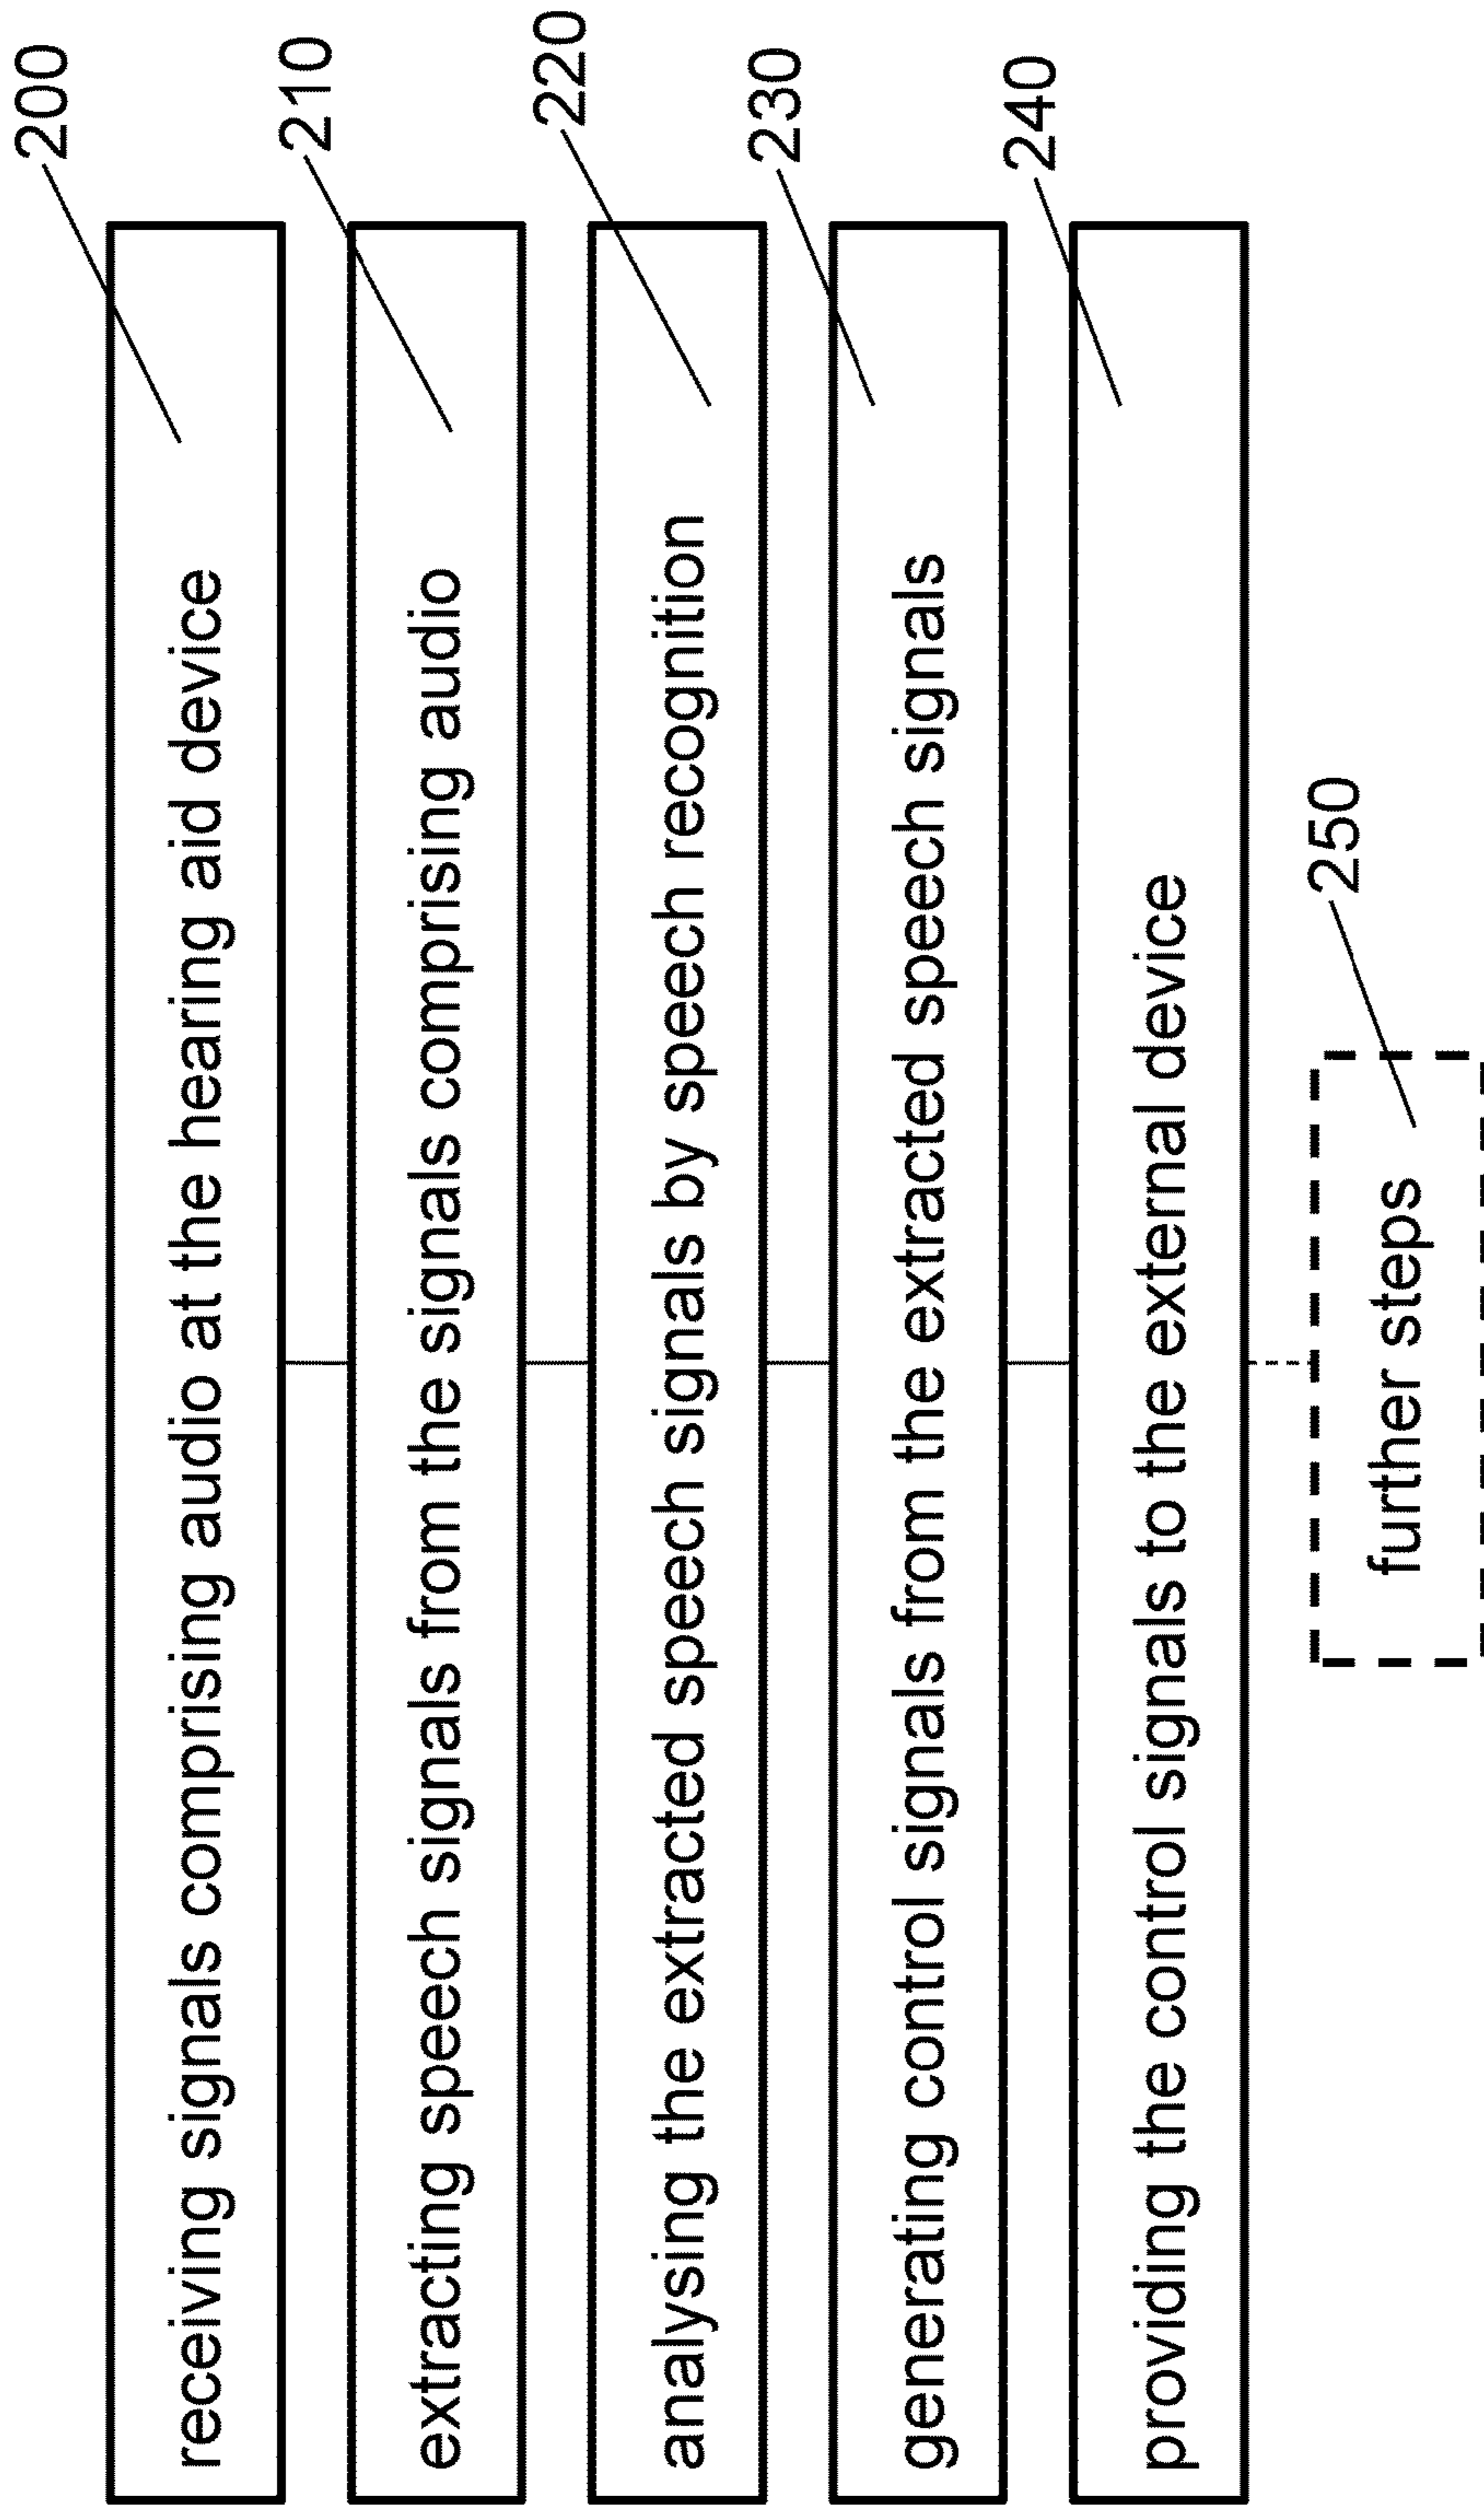 receiving signals comprising audio at the hearing aid device
200
extracting speech signals from the signals comprising audio
210
analysing the extracted speech signals by speech recognition
220
generating control signals from the extracted speech signals
230
providing the control signals to the external device
240
further steps
250